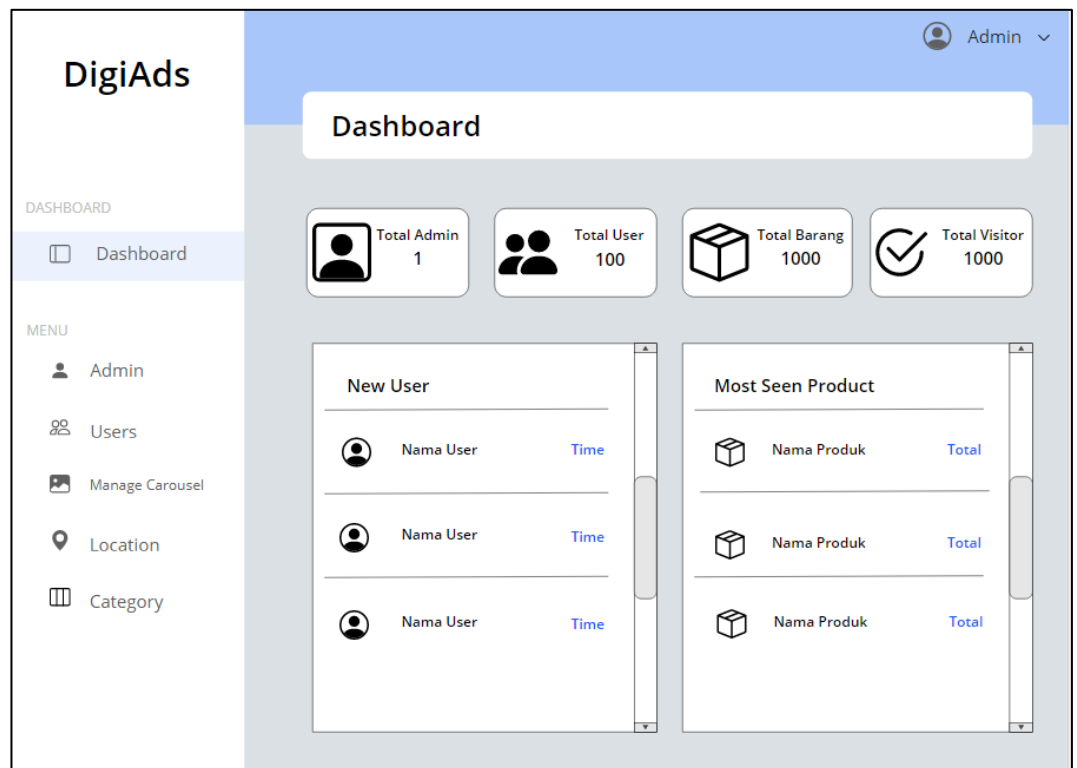 DigiAds
Admin
Dashboard
DASHBOARD
Dashboard
MENU
Admin
Users
Manage Carousel
Location
Category
Total Admin
1
Total User
100
Total Barang
1000
Total Visitor
1000
New User
Nama User Time
Nama User Time
Nama User Time
Most Seen Product
Nama Produk Total
Nama Produk Total
Nama Produk Total